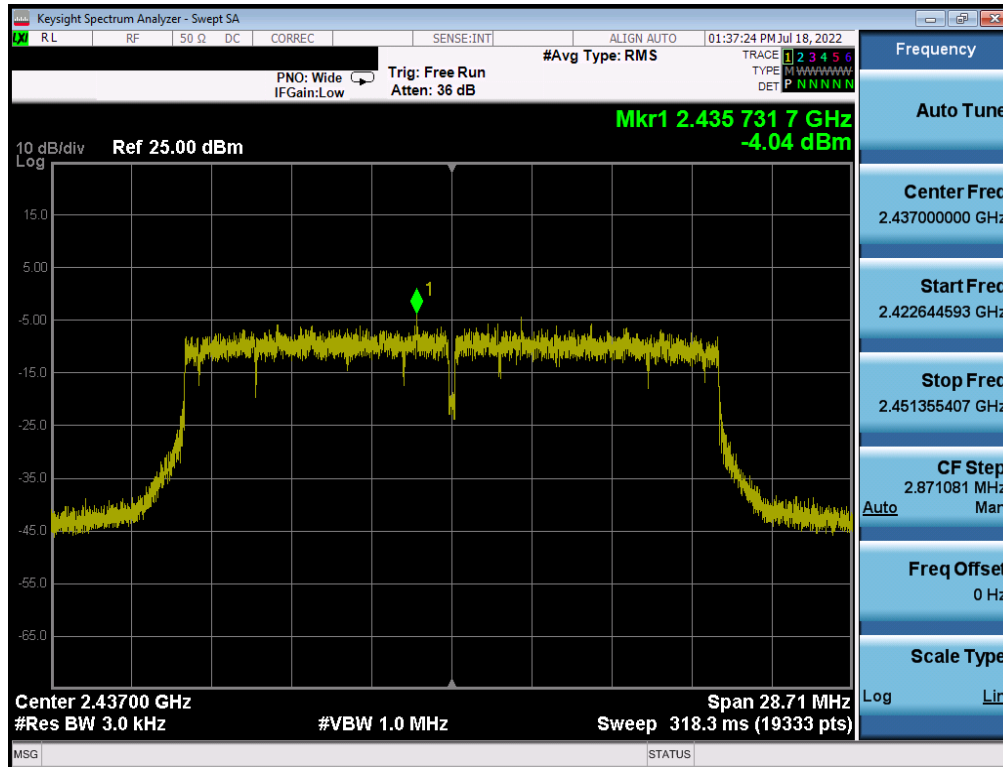 Keysight Spectrum Analyzer - Swept SA
LXI RL RF 50 Ω DC CORREC SENSE:INT ALIGN AUTO 01:37:24 PM Jul 18, 2022
#Avg Type: RMS
TRACE 1 2 3 4 5 6
PNO: Wide Trig: Free Run
TYPE M WWWWW
IFGain:Low Atten: 36 dB
DET P N N N N N
Mkr1 2.435 731 7 GHz
-4.04 dBm
10 dB/div Ref 25.00 dBm
Log
15.0
5.00
1
-5.00
-15.0
-25.0
-35.0
-45.0
-55.0
-65.0
Center 2.43700 GHz Span 28.71 MHz
#Res BW 3.0 kHz #VBW 1.0 MHz Sweep 318.3 ms (19333 pts)
MSG STATUS
Frequency
Auto Tune
Center Freq
2.437000000 GHz
Start Freq
2.422644593 GHz
Stop Freq
2.451355407 GHz
CF Step
2.871081 MHz
Auto Man
Freq Offset
0 Hz
Scale Type
Log Lin